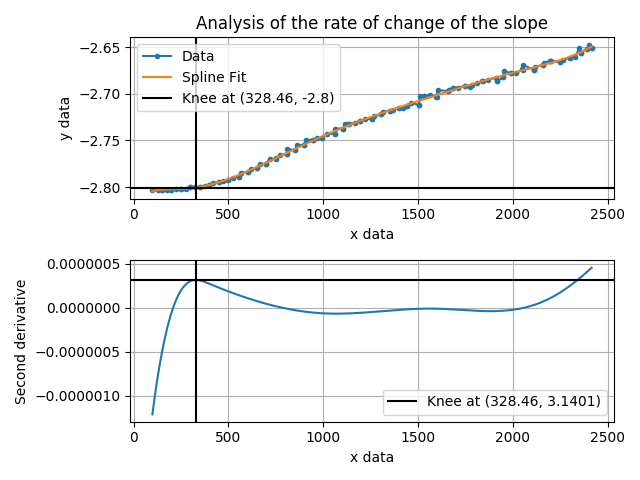 Analysis of the rate of change of the slope
−2.65
−2.70
−2.75
−2.80
y data
Data
Spline Fit
Knee at (328.46, -2.8)
0 500 1000 1500 2000 2500
x data
0.0000005
0.0000000
−0.0000005
−0.0000010
Second derivative
Knee at (328.46, 3.1401)
0 500 1000 1500 2000 2500
x data